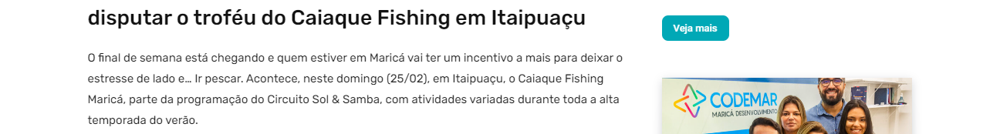 disputar o troféu do Caiaque Fishing em Itaipuaçu
O final de semana está chegando e quem estiver em Maricá vai ter um incentivo a mais para deixar o
estresse de lado e... Ir pescar. Acontece, neste domingo (25/02), em Itaipuaçu, o Caiaque Fishing
Maricá, parte da programação do Circuito Sol & Samba, com atividades variadas durante toda a alta
temporada do verão.
Veja mais
CODEMAR
MARICÁ DESENVOLVIMENTO